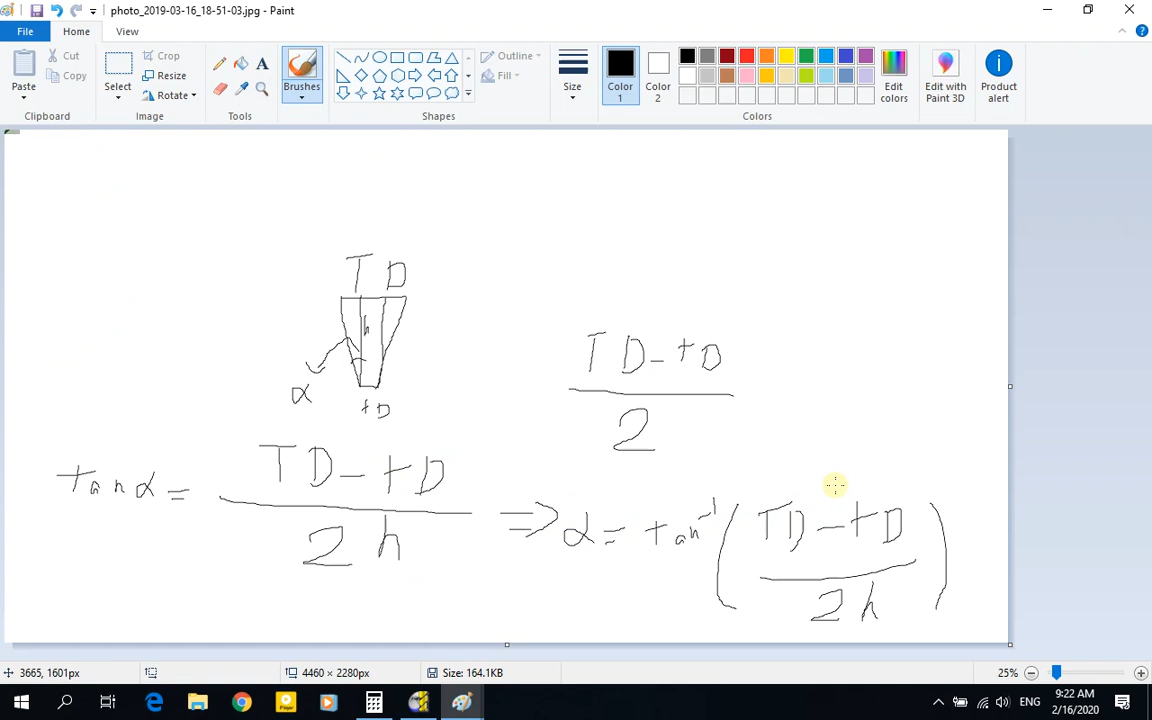 photo_2019-03-16_18-51-03.jpg - Paint
File Home View
Paste
Cut
Copy
Clipboard
Select
Crop
Resize
Rotate
Image
Tools
Brushes
Outline
Fill
Shapes
Size
Color 1
Color 2
Edit colors
Colors
Edit with Paint 3D
Product alert
TD
h
α
tD
TD-tD
2
tan α = TD-tD
2h
=> α = tan^-1 ( TD-tD
2h )
3665, 1601px
4460 × 2280px
Size: 164.1KB
25%
Player
ENG
9:22 AM
2/16/2020